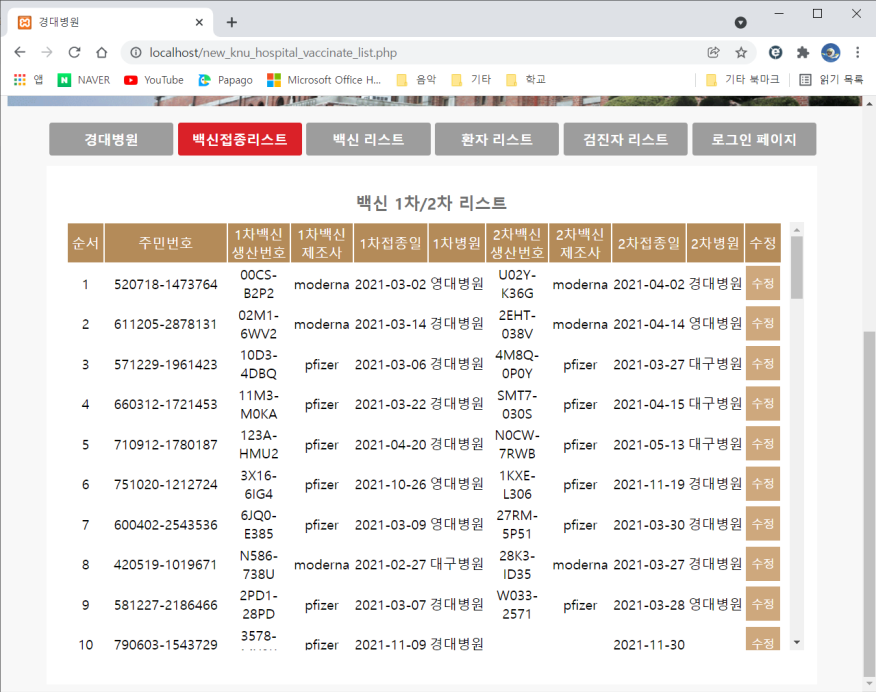 경대병원
localhost/new_knu_hospital_vaccinate_list.php
앱 NAVER YouTube Papago Microsoft Office H... 음악 기타 학교 기타 북마크 읽기 목록
경대병원 백신접종리스트 백신 리스트 환자 리스트 검진자 리스트 로그인 페이지
백신 1차/2차 리스트
순서 주민번호 1차백신 생산번호 1차백신 제조사 1차접종일 1차병원 2차백신 생산번호 2차백신 제조사 2차접종일 2차병원 수정
1 520718-1473764 00CS-B2P2 moderna 2021-03-02 영대병원 U02Y-K36G moderna 2021-04-02 경대병원 수정
2 611205-2878131 02M1-6WV2 moderna 2021-03-14 경대병원 2EHT-038V moderna 2021-04-14 영대병원 수정
3 571229-1961423 10D3-4DBQ pfizer 2021-03-06 경대병원 4M8Q-0P0Y pfizer 2021-03-27 대구병원 수정
4 660312-1721453 11M3-M0KA pfizer 2021-03-22 경대병원 SMT7-030S pfizer 2021-04-15 대구병원 수정
5 710912-1780187 123A-HMU2 pfizer 2021-04-20 경대병원 N0CW-7RWB pfizer 2021-05-13 대구병원 수정
6 751020-1212724 3X16-6IG4 pfizer 2021-10-26 영대병원 1KXE-L306 pfizer 2021-11-19 경대병원 수정
7 600402-2543536 6JQ0-E385 pfizer 2021-03-09 영대병원 27RM-5P51 pfizer 2021-03-30 경대병원 수정
8 420519-1019671 N586-738U moderna 2021-02-27 대구병원 28K3-ID35 moderna 2021-03-27 경대병원 수정
9 581227-2186466 2PD1-28PD pfizer 2021-03-07 경대병원 W033-2571 pfizer 2021-03-28 영대병원 수정
10 790603-1543729 3578- pfizer 2021-11-09 경대병원 2021-11-30 수정